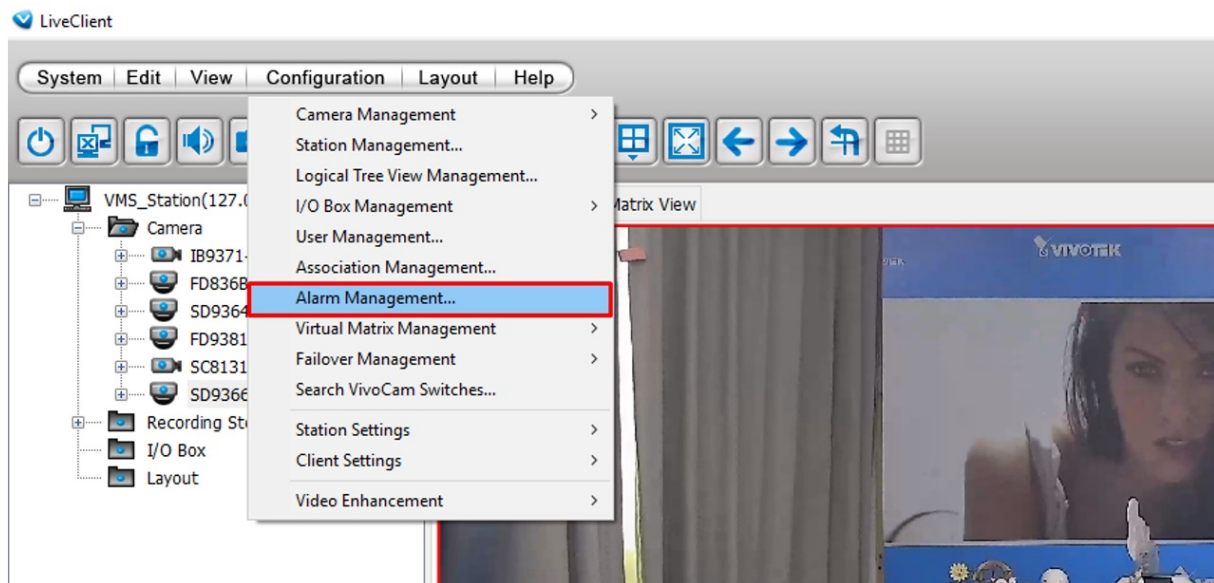 LiveClient
System Edit View Configuration Layout Help
Camera Management
Station Management...
Logical Tree View Management...
I/O Box Management
User Management...
Association Management...
Alarm Management...
Virtual Matrix Management
Failover Management
Search VivoCam Switches...
Station Settings
Client Settings
Video Enhancement
VMS_Station(127.0
Camera
IB9371-
FD836B
SD9364
FD9381
SC8131
SD9366
Recording Sto
I/O Box
Layout
Matrix View
VIVOTEK